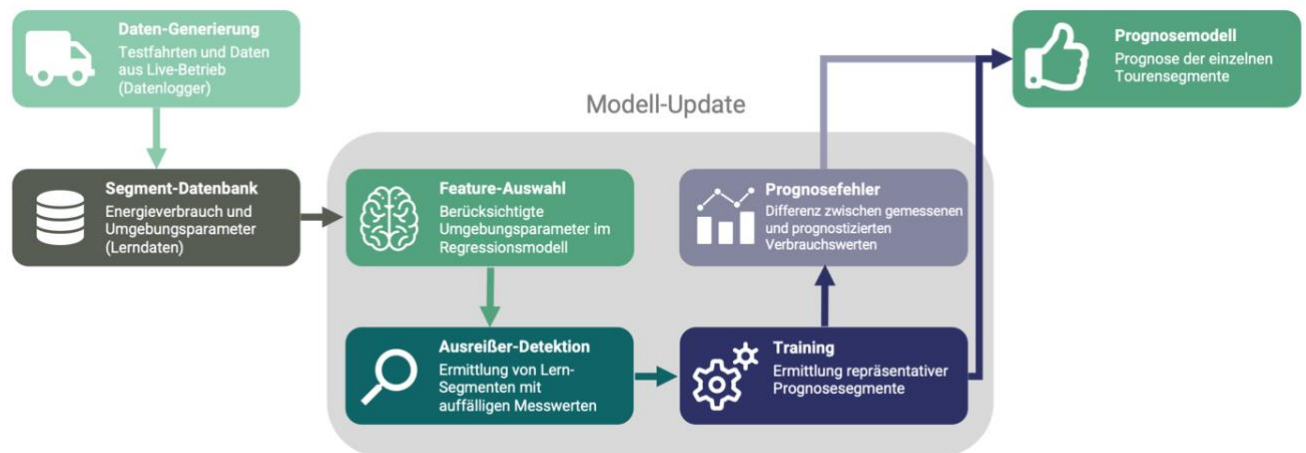 Daten-Generierung
Testfahrten und Daten
aus Live-Betrieb
(Datenlogger)
Prognosemodell
Prognose der einzelnen
Tourensegmente
Modell-Update
Segment-Datenbank
Energieverbrauch und
Umgebungsparameter
(Lerndaten)
Feature-Auswahl
Berücksichtigte
Umgebungsparameter im
Regressionsmodell
Prognosefehler
Differenz zwischen gemessenen
und prognostizierten
Verbrauchswerten
Ausreißer-Detektion
Ermittlung von Lern-
Segmenten mit
auffälligen Messwerten
Training
Ermittlung repräsentativer
Prognosesegmente